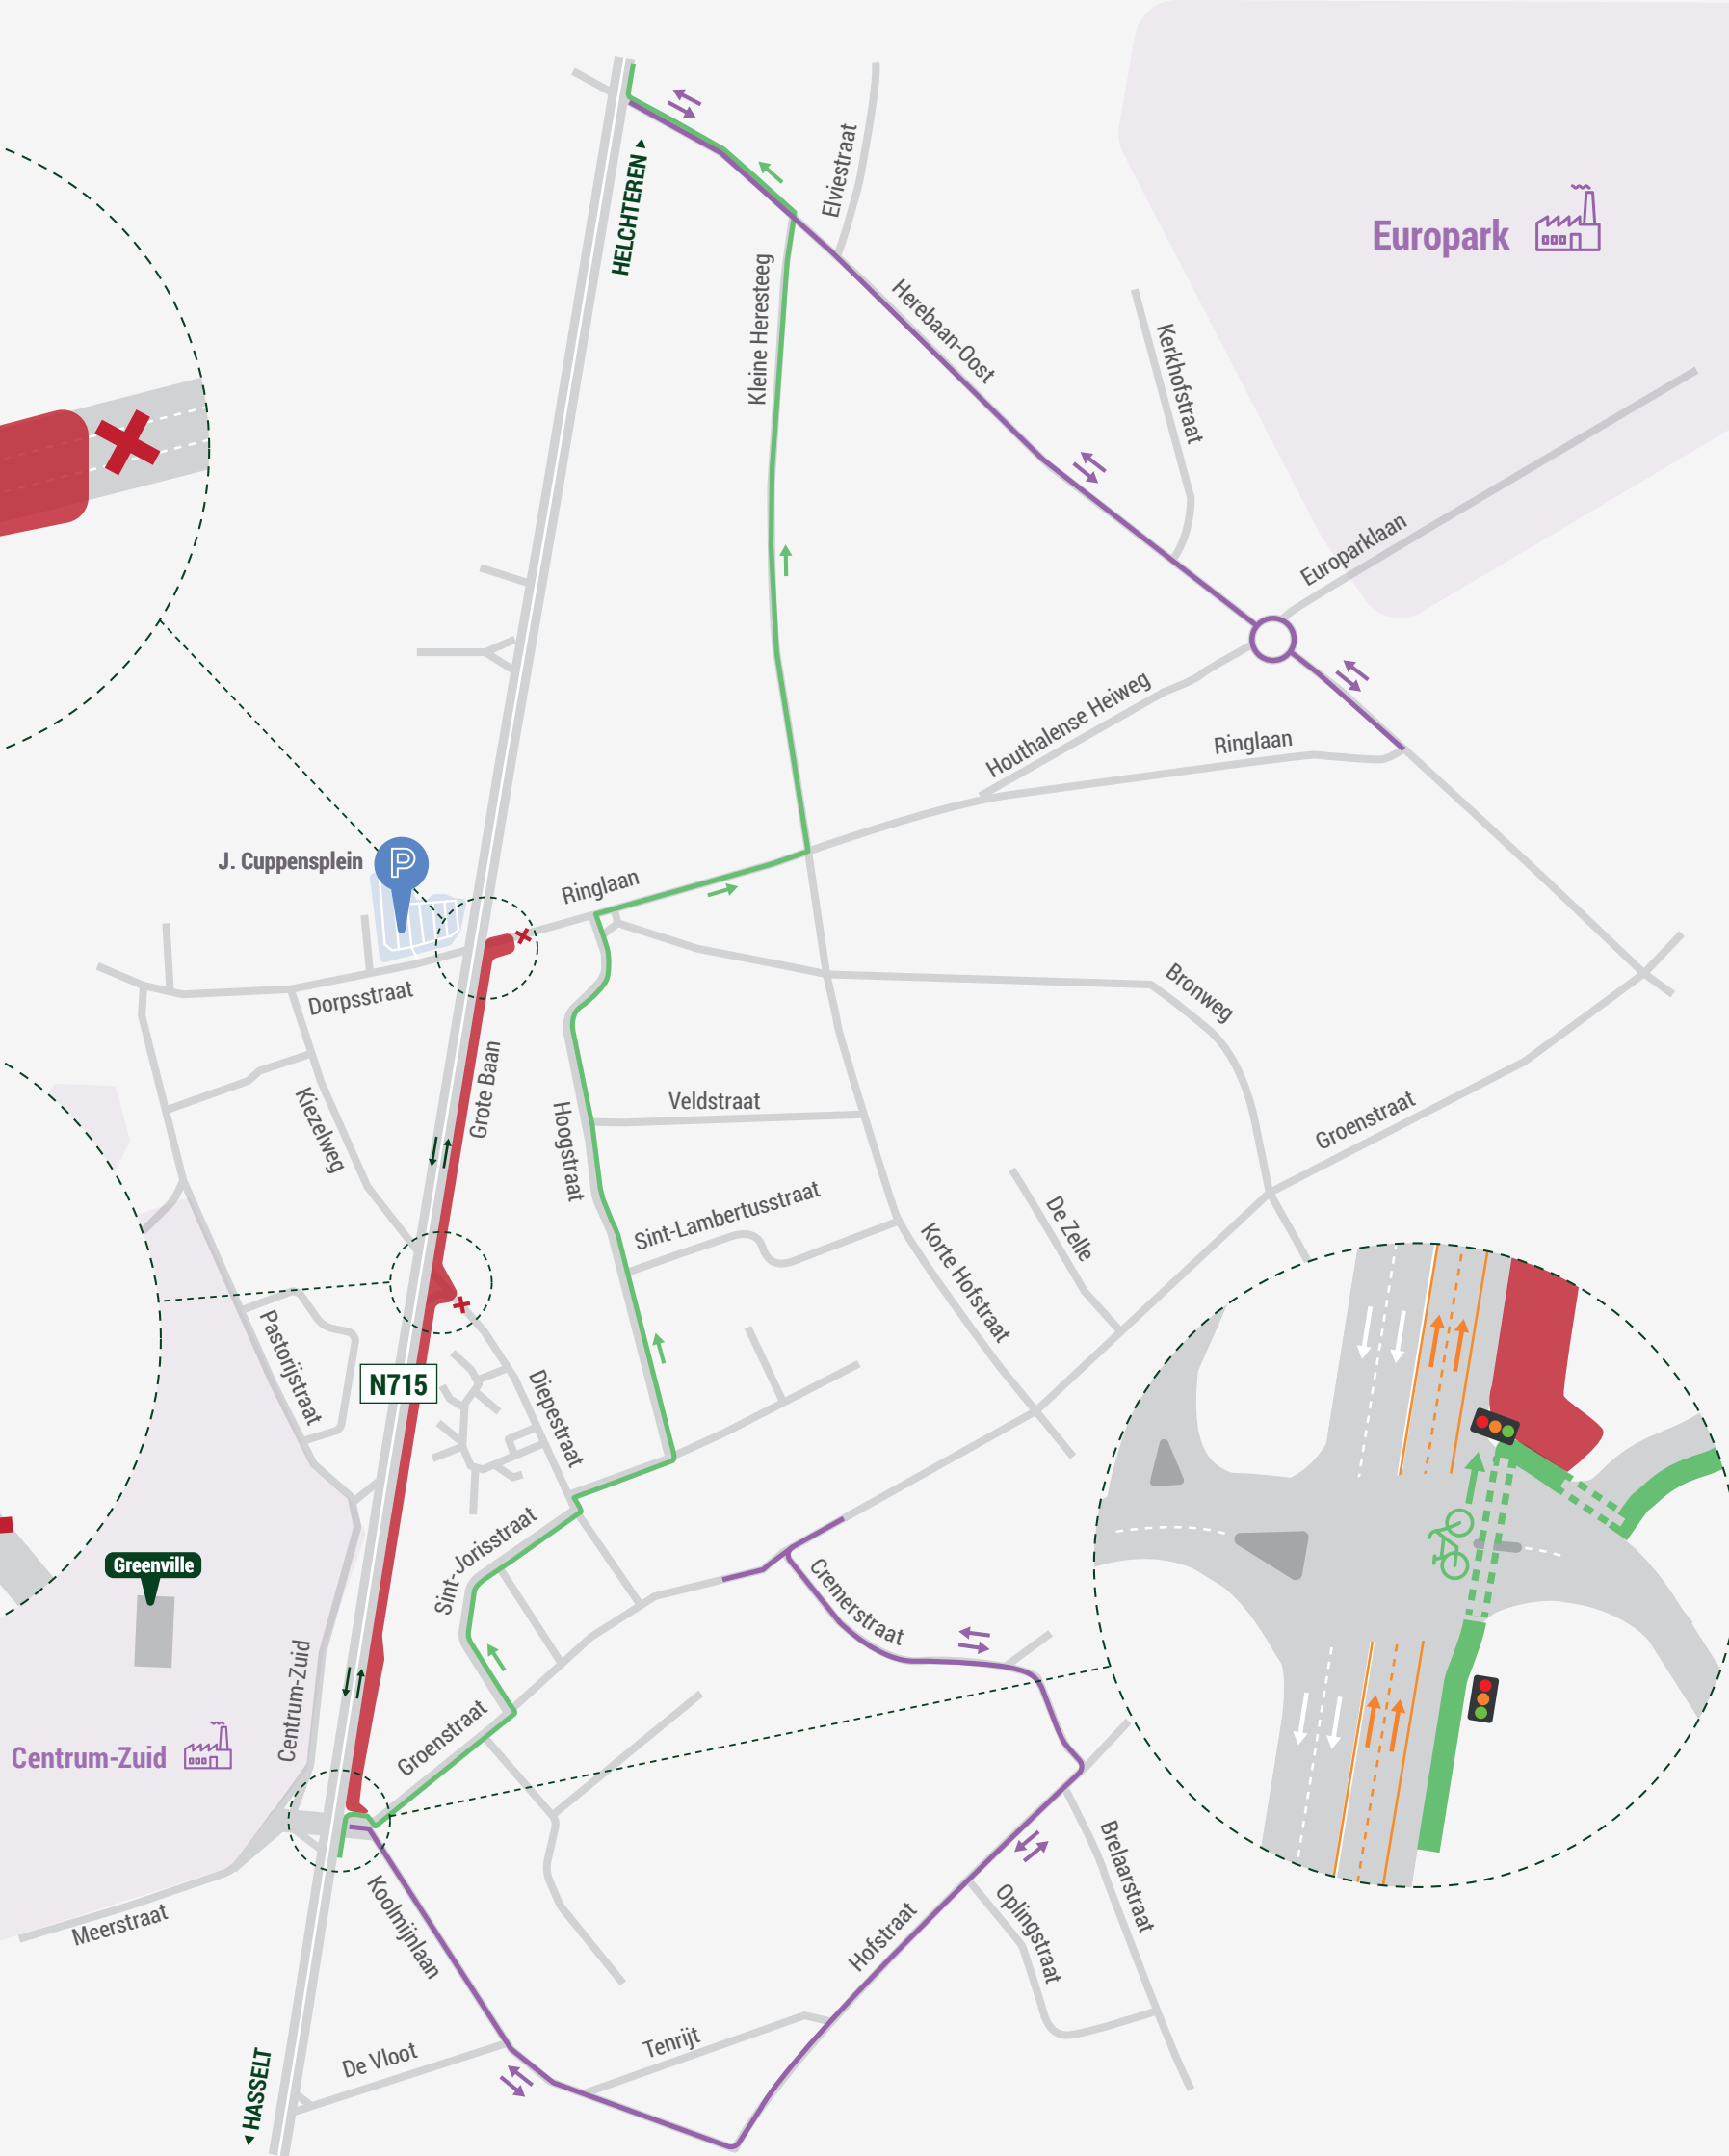 Elviestraat
HELCHTEREN
Europark
Kleine Heresteeg
Herebaan-Oost
Kerkhofstraat
Europarklaan
Houthalense Heiweg
Ringlaan
J. Cuppensplein
P
Ringlaan
Dorpsstraat
Bronweg
Grote Baan
Kiezelweg
Hoogstraat
Veldstraat
Groenstraat
Sint-Lambertusstraat
De Zelle
Korte Hofstraat
Pastorijstraat
N715
Diepestraat
Sint-Jorisstraat
Greenville
Cremerstraat
Centrum-Zuid
Groenstraat
Centrum-Zuid
Brelaarstraat
Koolmijnlaan
Oplingstraat
Hofstraat
Meerstraat
Tenrijt
De Vloot
HASSELT